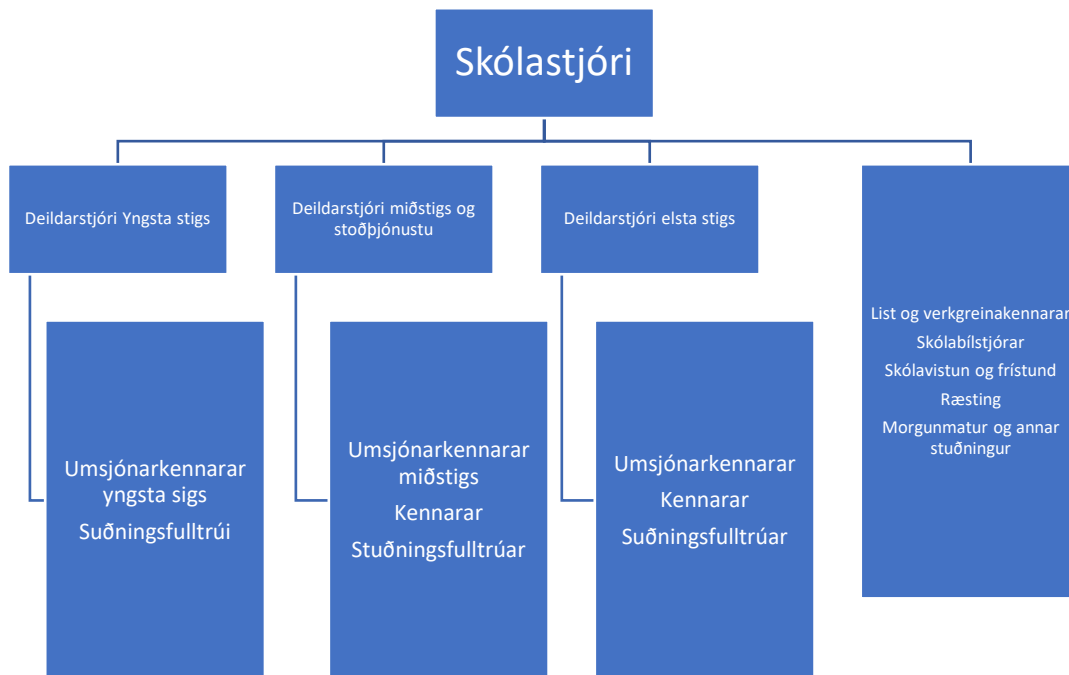 Skólastjóri
Deildarstjóri Yngsta stigs
Deildarstjóri miðstigs og
stoðþjónustu
Deildarstjóri elsta stigs
List og verkgreinakennarar
Skólabílstjórar
Skólavistun og frístund
Ræsting
Morgunmatur og annar
stuðningur
Umsjónarkennarar
yngsta sigs
Suðningsfulltrúi
Umsjónarkennarar
miðstigs
Kennarar
Stuðningsfulltrúar
Umsjónarkennarar
Kennarar
Suðningsfulltrúar